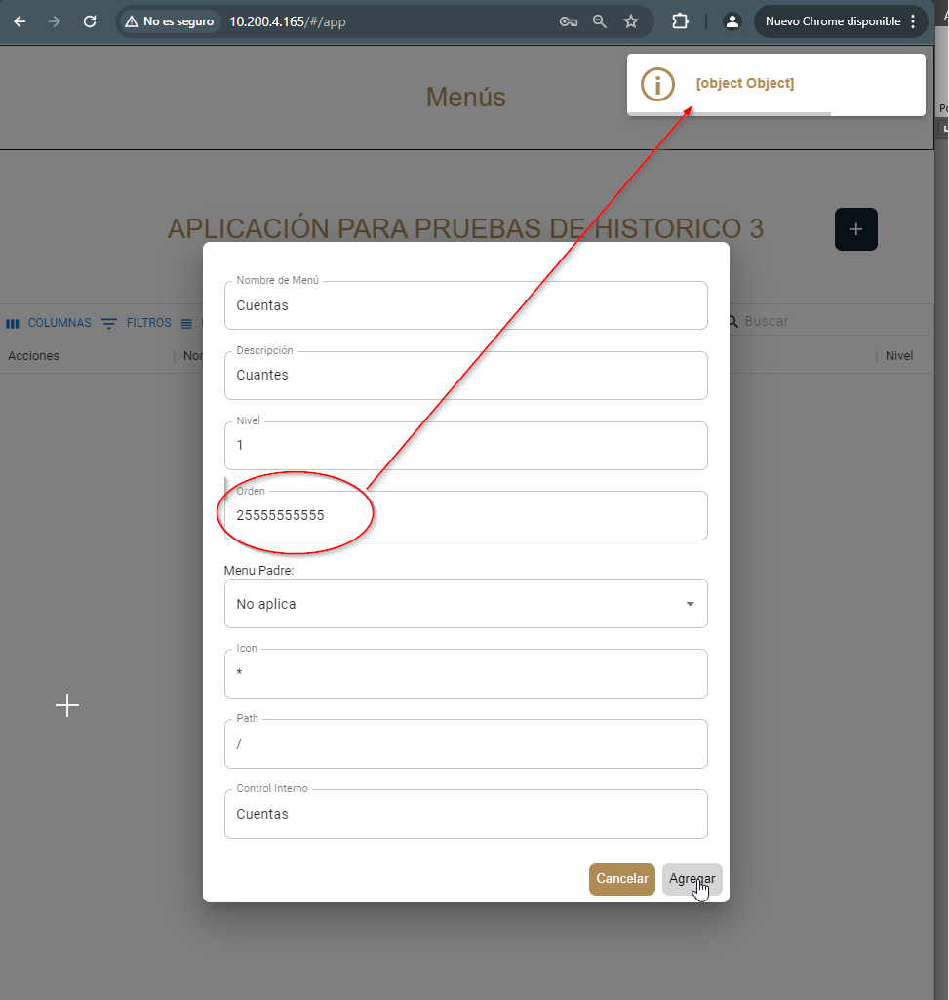 No es seguro
10.200.4.165/#/app
Nuevo Chrome disponible
[object Object]
Menús
APLICACIÓN PARA PRUEBAS DE HISTORICO 3
+
COLUMNAS
FILTROS
Buscar
Acciones
Nor
Nivel
Nombre de Menú
Cuentas
Descripción
Cuantes
Nivel
1
Orden
25555555555
Menu Padre:
No aplica
Icon
*
Path
/
Control Interno
Cuentas
Cancelar
Agregar